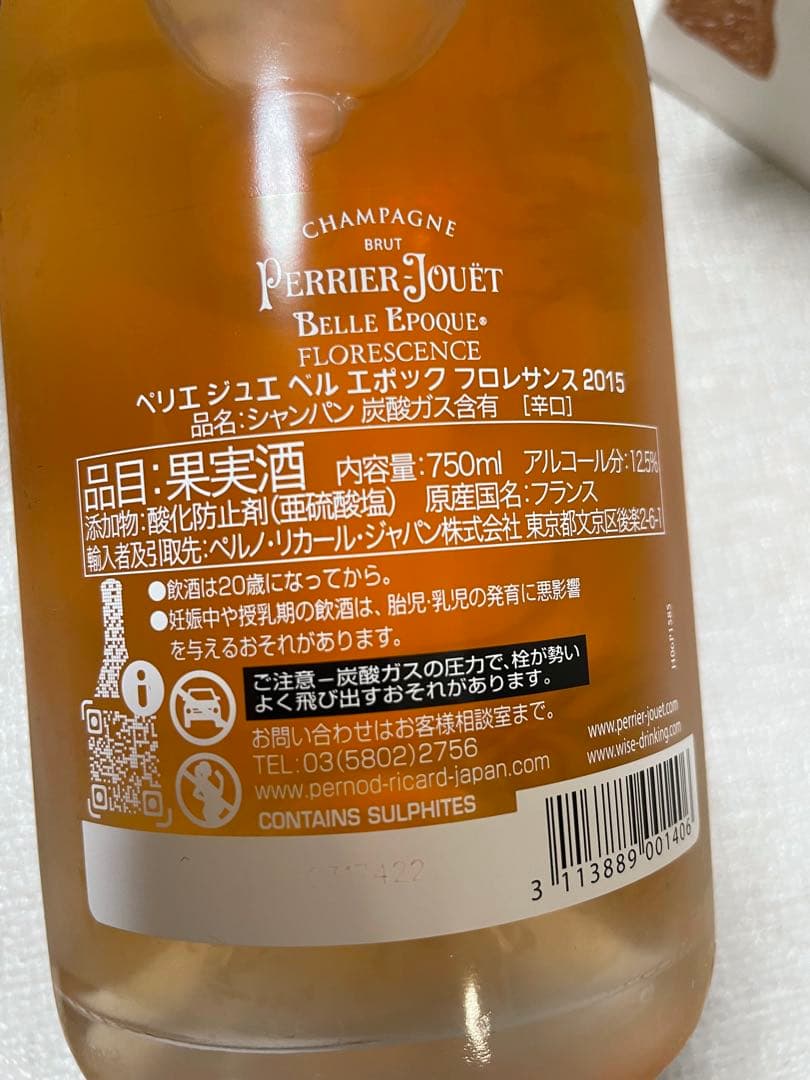 CHAMPAGNE
BRUT
PERRIER-JOUËT
BELLE EPOQUE®
FLORESCENCE
ペリエ ジュエ ベル エポック フロレサンス 2015
品名:シャンパン 炭酸ガス含有 [辛口]
品目:果実酒 内容量:750ml アルコール分:12.5%
添加物:酸化防止剤(亜硫酸塩) 原産国名:フランス
輸入者及引取先:ペルノ・リカール・ジャパン株式会社 東京都文京区後楽2-6-1
●飲酒は20歳になってから。
●妊娠中や授乳期の飲酒は、胎児・乳児の発育に悪影響
を与えるおそれがあります。
ご注意-炭酸ガスの圧力で、栓が勢い
よく飛び出すおそれがあります。
お問い合わせはお客様相談室まで。
TEL:03(5802)2756
www.pernod-ricard-japan.com
CONTAINS SULPHITES
www.perrier-jouet.com
www.wise-drinking.com
3 113889 001406